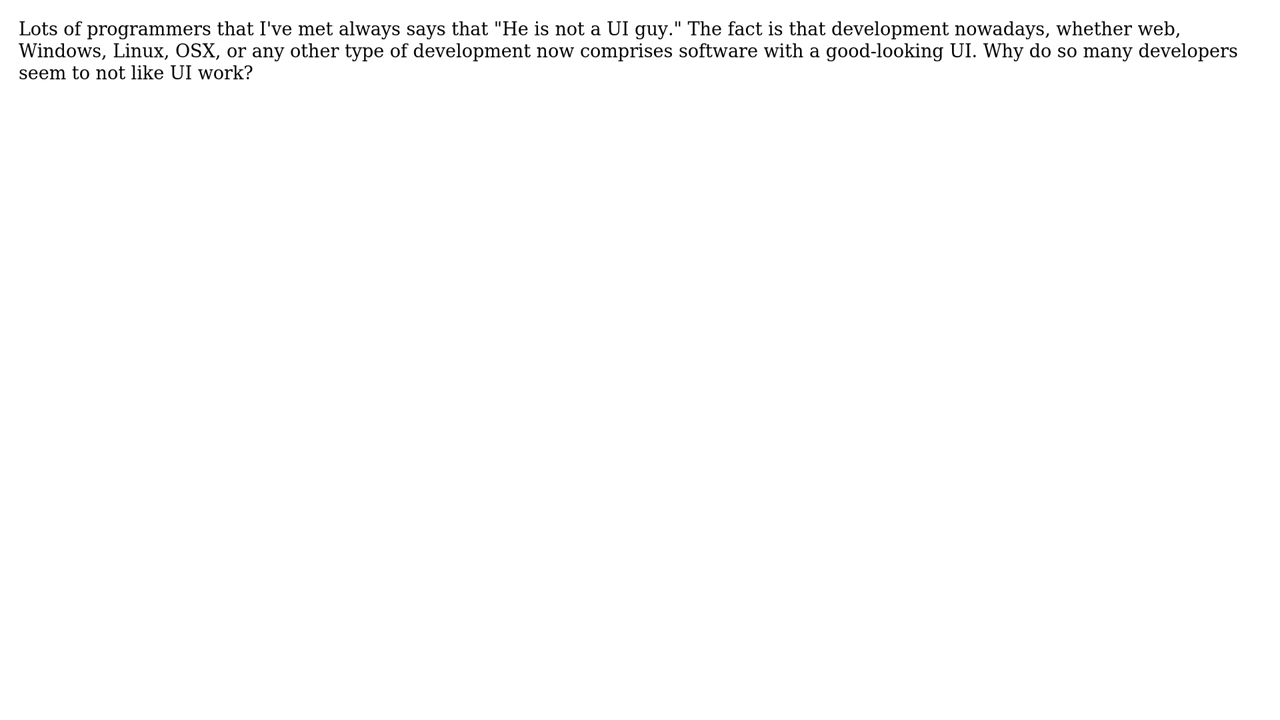 Lots of programmers that I've met always says that "He is not a UI guy." The fact is that development nowadays, whether web,
Windows, Linux, OSX, or any other type of development now comprises software with a good-looking UI. Why do so many developers
seem to not like UI work?